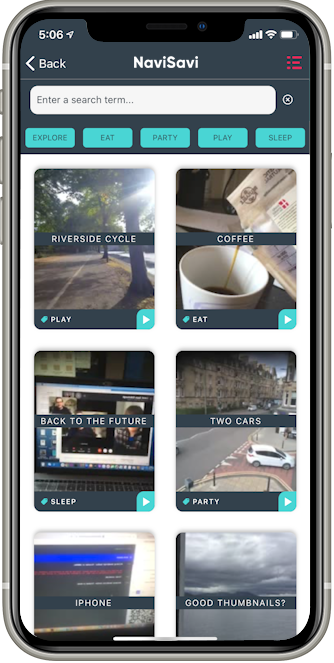 5:06
Back
NaviSavi
Enter a search term...
EXPLORE
EAT
PARTY
PLAY
SLEEP
RIVERSIDE CYCLE
COFFEE
PLAY
EAT
BACK TO THE FUTURE
TWO CARS
SLEEP
PARTY
IPHONE
GOOD THUMBNAILS?